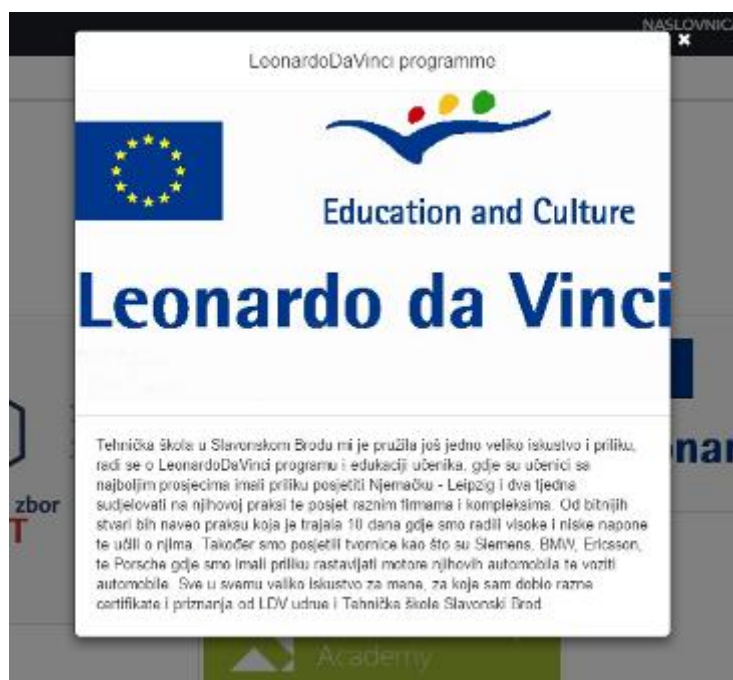 NASLOVNICA
LeonardoDaVinci programme
Education and Culture
Leonardo da Vinci
Tehnička škola u Slavonskom Brodu mi je pružila još jedno veliko iskustvo i priliku,
radi se o LeonardoDaVinci programu i edukaciji učenika, gdje su učenici sa
najboljim prosjecima imali priliku posjetiti Njemačku - Leipzig i dva tjedna
sudjelovati na njihovoj praksi te posjet raznim firmama i kompleksima. Od bitnijih
stvari bih naveo praksu koja je trajala 10 dana gdje smo radili visoke i niske napone
te učili o njima. Također smo posjetili tvornice kao što su Siemens, BMW, Ericsson,
te Porsche gdje smo imali priliku rastavljati motore njihovih automobila te voziti
automobile. Sve u svemu veliko iskustvo za mene, za koje sam dobio razne
certifikate i priznanja od LDV udrue i Tehničke škole Slavonski Brod
zbor
T
nar
Academy